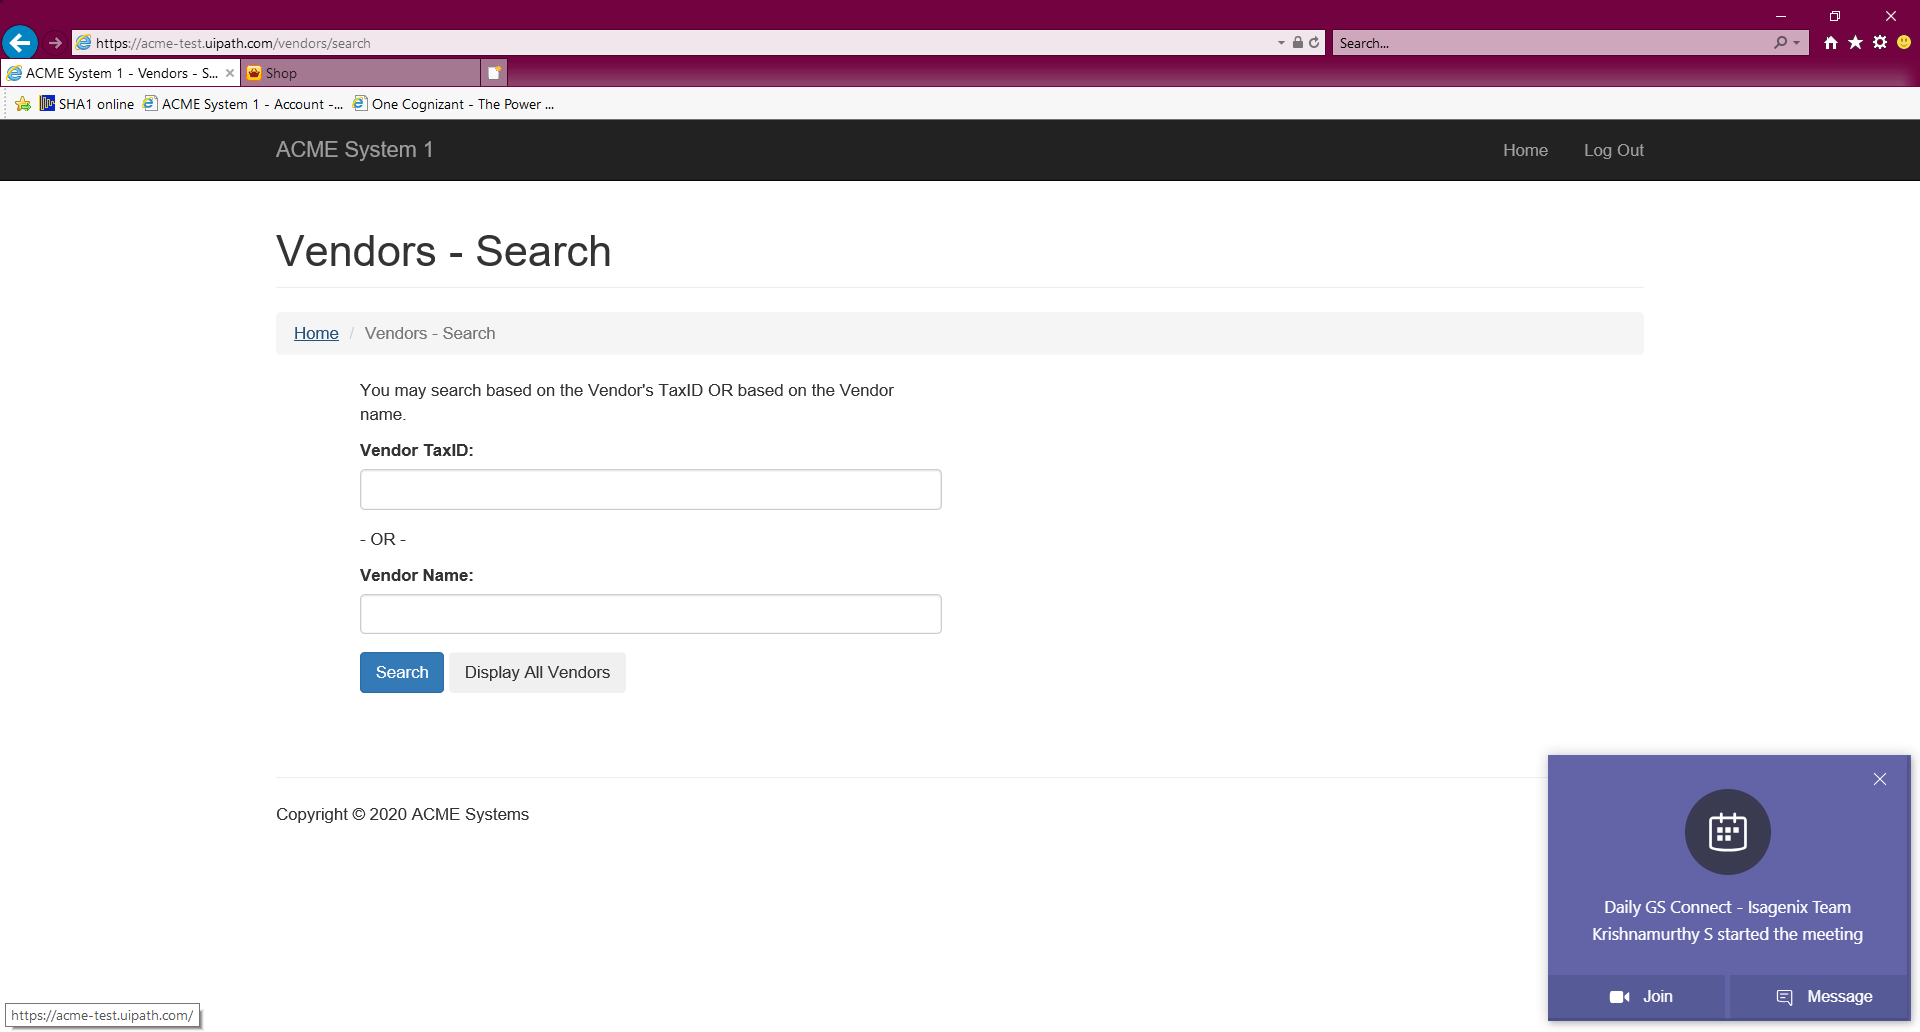 https://acme-test.uipath.com/vendors/search
Search...
ACME System 1 - Vendors - S...
Shop
SHA1 online
ACME System 1 - Account -...
One Cognizant - The Power ...
ACME System 1
Home
Log Out
Vendors - Search
Home / Vendors - Search
You may search based on the Vendor's TaxID OR based on the Vendor
name.
Vendor TaxID:
- OR -
Vendor Name:
Search
Display All Vendors
Copyright © 2020 ACME Systems
Daily GS Connect - Isagenix Team
Krishnamurthy S started the meeting
Join
Message
https://acme-test.uipath.com/